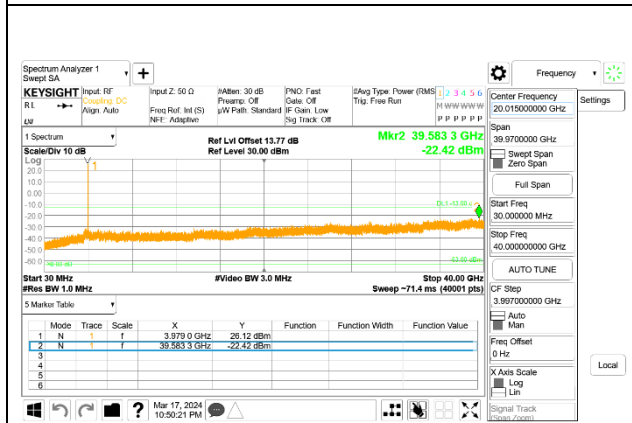 Spectrum Analyzer 1
Swept SA
Frequency
Settings
KEYSIGHT
Input: RF
Coupling: DC
Align: Auto
Input Z: 50 Ω
Freq Ref: Int (S)
NFE: Adaptive
#Atten: 30 dB
Preamp: Off
µW Path: Standard
PNO: Fast
Gate: Off
IF Gain: Low
Sig Track: Off
#Avg Type: Power (RMS
Trig: Free Run
1 2 3 4 5 6
M W W W W W
P P P P P P
RL
1 Spectrum
Scale/Div 10 dB
Ref Lvl Offset 13.77 dB
Ref Level 30.00 dBm
Mkr2 39.583 3 GHz
-22.42 dBm
Log
20.0
10.0
0.00
-10.0
-20.0
-30.0
-40.0
-50.0
-60.0
1
Start 30 MHz
#Res BW 1.0 MHz
#Video BW 3.0 MHz
Stop 40.00 GHz
Sweep ~71.4 ms (40001 pts)
5 Marker Table
Mode Trace Scale X Y Function Function Width Function Value
1 N 1 f 3.979 0 GHz 26.12 dBm
2 N 1 f 39.583 3 GHz -22.42 dBm
3
4
5
6
Mar 17, 2024
10:50:21 PM
Center Frequency
20.015000000 GHz
Span
39.9700000 GHz
Swept Span
Zero Span
Full Span
Start Freq
30.000000 MHz
Stop Freq
40.000000000 GHz
AUTO TUNE
CF Step
3.997000000 GHz
Auto
Man
Freq Offset
0 Hz
X Axis Scale
Log
Lin
Signal Track
(Span Zoom)
Local